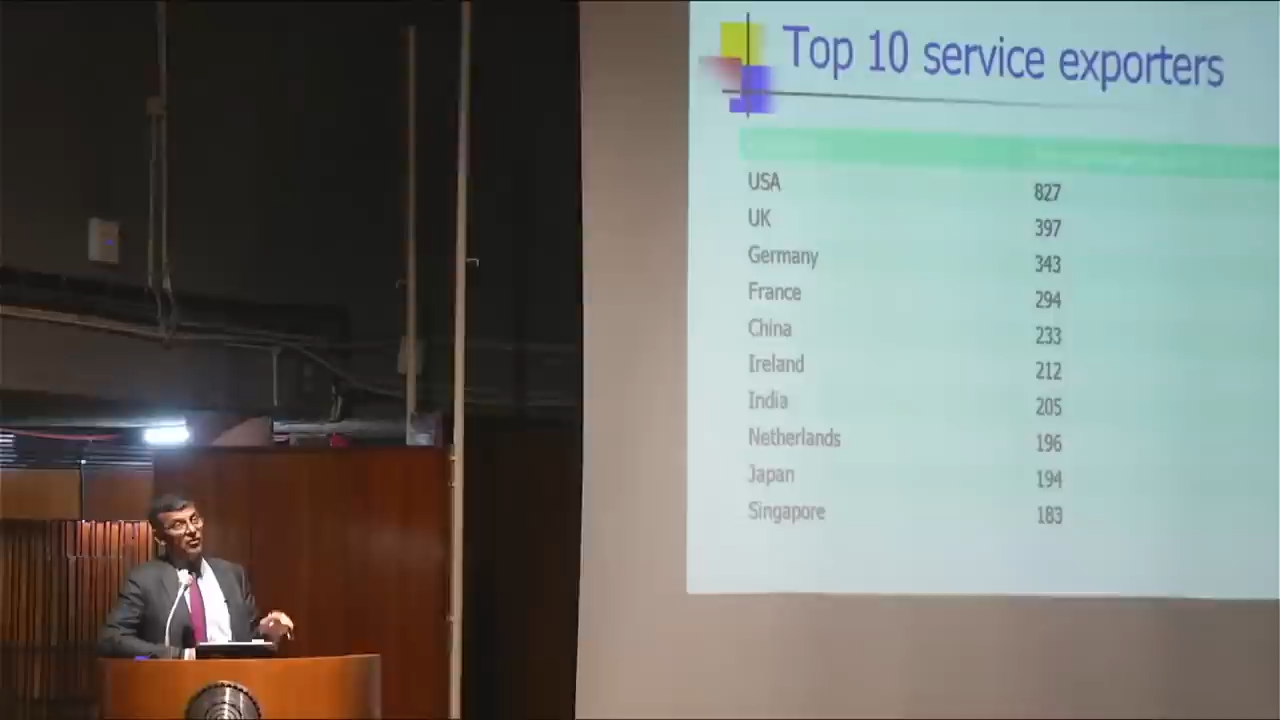 Top 10 service exporters
USA 827
UK 397
Germany 343
France 294
China 233
Ireland 212
India 205
Netherlands 196
Japan 194
Singapore 183